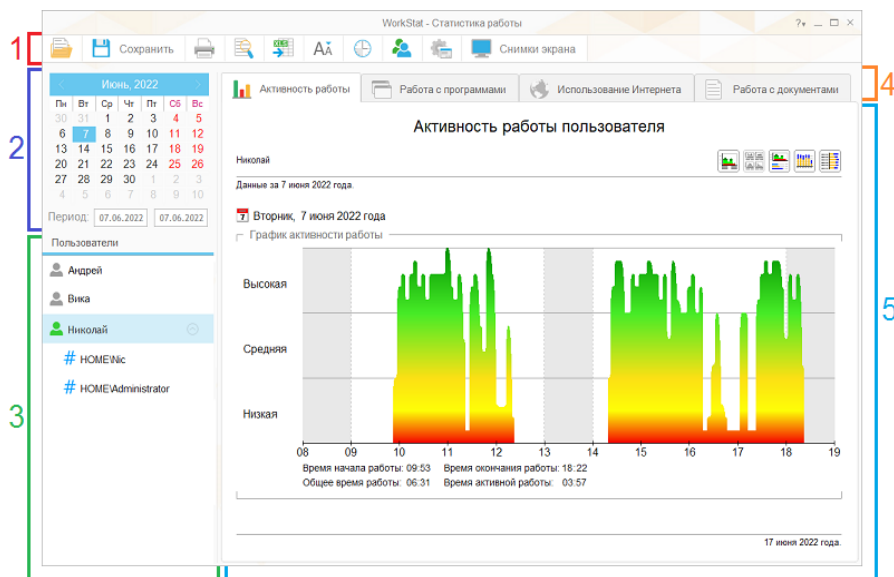 WorkStat - Статистика работы
?
1
Сохранить
XLS
Снимки экрана
4
2
Июнь, 2022
Пн Вт Ср Чт Пт Сб Вс
30 31 1 2 3 4 5
6 7 8 9 10 11 12
13 14 15 16 17 18 19
20 21 22 23 24 25 26
27 28 29 30 1 2 3
4 5 6 7 8 9 10
Период: 07.06.2022 07.06.2022
3
Пользователи
Андрей
Вика
Николай
# HOME\Nic
# HOME\Administrator
Активность работы
Работа с программами
Использование Интернета
Работа с документами
5
Активность работы пользователя
Николай
Данные за 7 июня 2022 года.
7 Вторник, 7 июня 2022 года
График активности работы
Высокая
Средняя
Низкая
08 09 10 11 12 13 14 15 16 17 18 19
Время начала работы: 09:53 Время окончания работы: 18:22
Общее время работы: 06:31 Время активной работы: 03:57
17 июня 2022 года.